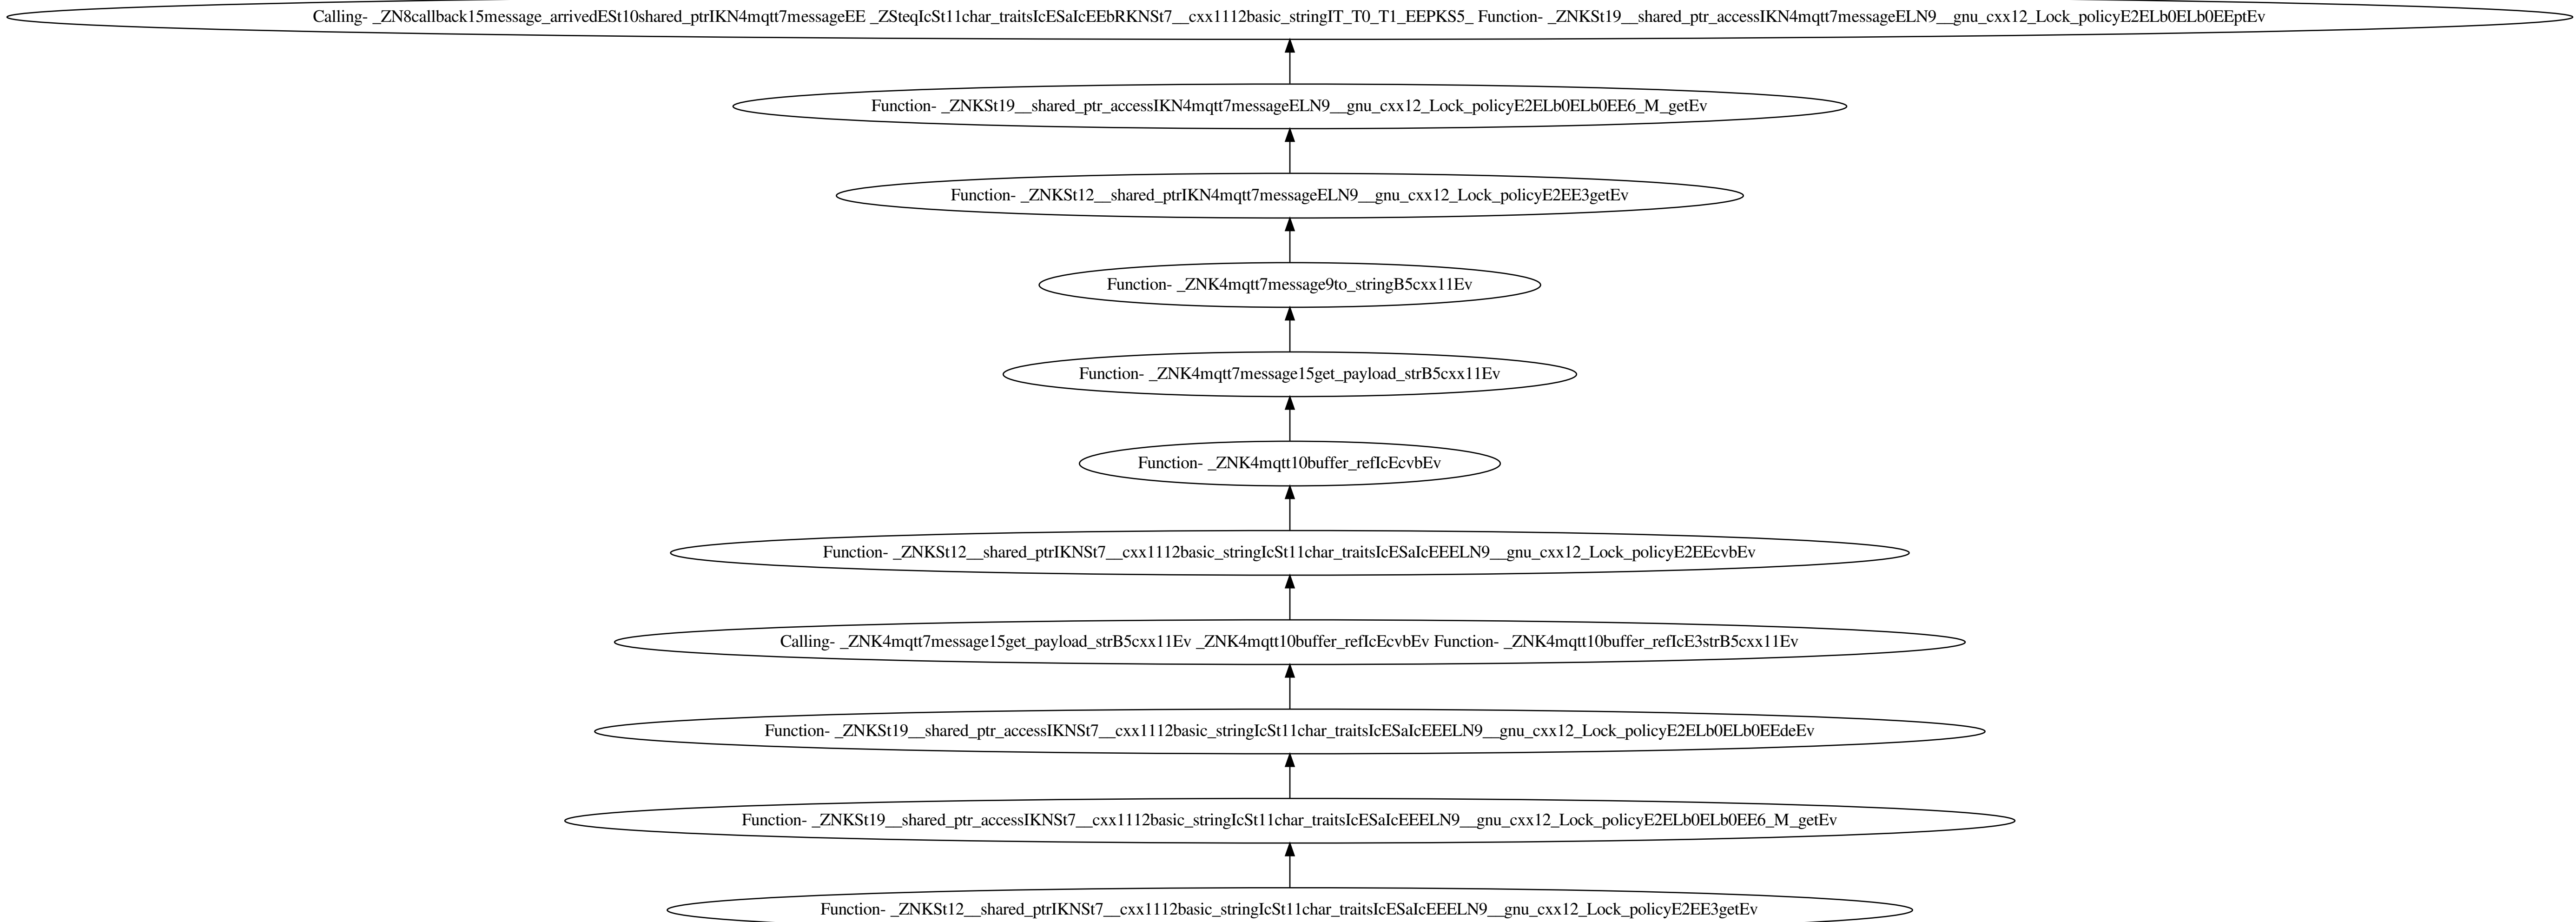 Calling- _ZN8callback15message_arrivedESt10shared_ptrIKN4mqtt7messageEE _ZSteqIcSt11char_traitsIcESaIcEEbRKNSt7__cxx1112basic_stringIT_T0_T1_EEPKS5_ Function- _ZNKSt19__shared_ptr_accessIKN4mqtt7messageELN9__gnu_cxx12_Lock_policyE2ELb0ELb0EEptEv
Function- _ZNKSt19__shared_ptr_accessIKN4mqtt7messageELN9__gnu_cxx12_Lock_policyE2ELb0ELb0EE6_M_getEv
Function- _ZNKSt12__shared_ptrIKN4mqtt7messageELN9__gnu_cxx12_Lock_policyE2EE3getEv
Function- _ZNK4mqtt7message9to_stringB5cxx11Ev
Function- _ZNK4mqtt7message15get_payload_strB5cxx11Ev
Function- _ZNK4mqtt10buffer_refIcEcvbEv
Function- _ZNKSt12__shared_ptrIKNSt7__cxx1112basic_stringIcSt11char_traitsIcESaIcEEELN9__gnu_cxx12_Lock_policyE2EEcvbEv
Calling- _ZNK4mqtt7message15get_payload_strB5cxx11Ev _ZNK4mqtt10buffer_refIcEcvbEv Function- _ZNK4mqtt10buffer_refIcE3strB5cxx11Ev
Function- _ZNKSt19__shared_ptr_accessIKNSt7__cxx1112basic_stringIcSt11char_traitsIcESaIcEEELN9__gnu_cxx12_Lock_policyE2ELb0ELb0EEdeEv
Function- _ZNKSt19__shared_ptr_accessIKNSt7__cxx1112basic_stringIcSt11char_traitsIcESaIcEEELN9__gnu_cxx12_Lock_policyE2ELb0ELb0EE6_M_getEv
Function- _ZNKSt12__shared_ptrIKNSt7__cxx1112basic_stringIcSt11char_traitsIcESaIcEEELN9__gnu_cxx12_Lock_policyE2EE3getEv